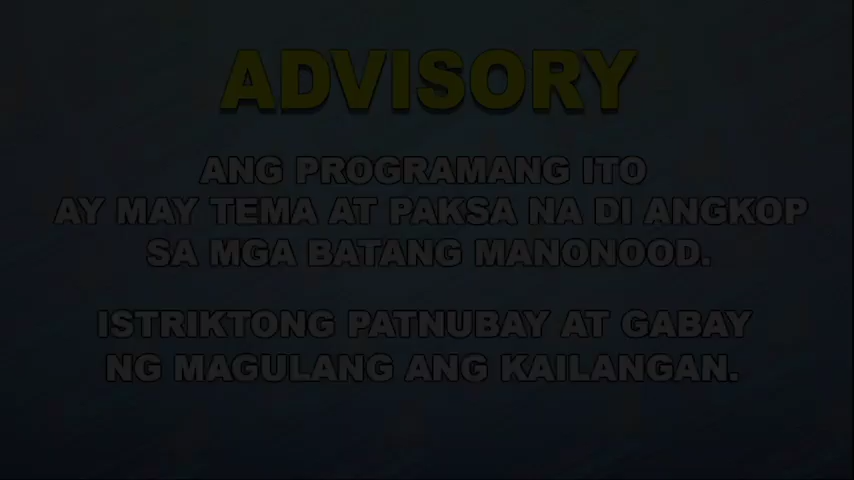 ADVISORY
ANG PROGRAMANG ITO
AY MAY TEMA AT PAKSA NA DI ANGKOP
SA MGA BATANG MANONOOD.
ISTRIKTONG PATNUBAY AT GABAY
NG MAGULANG ANG KAILANGAN.